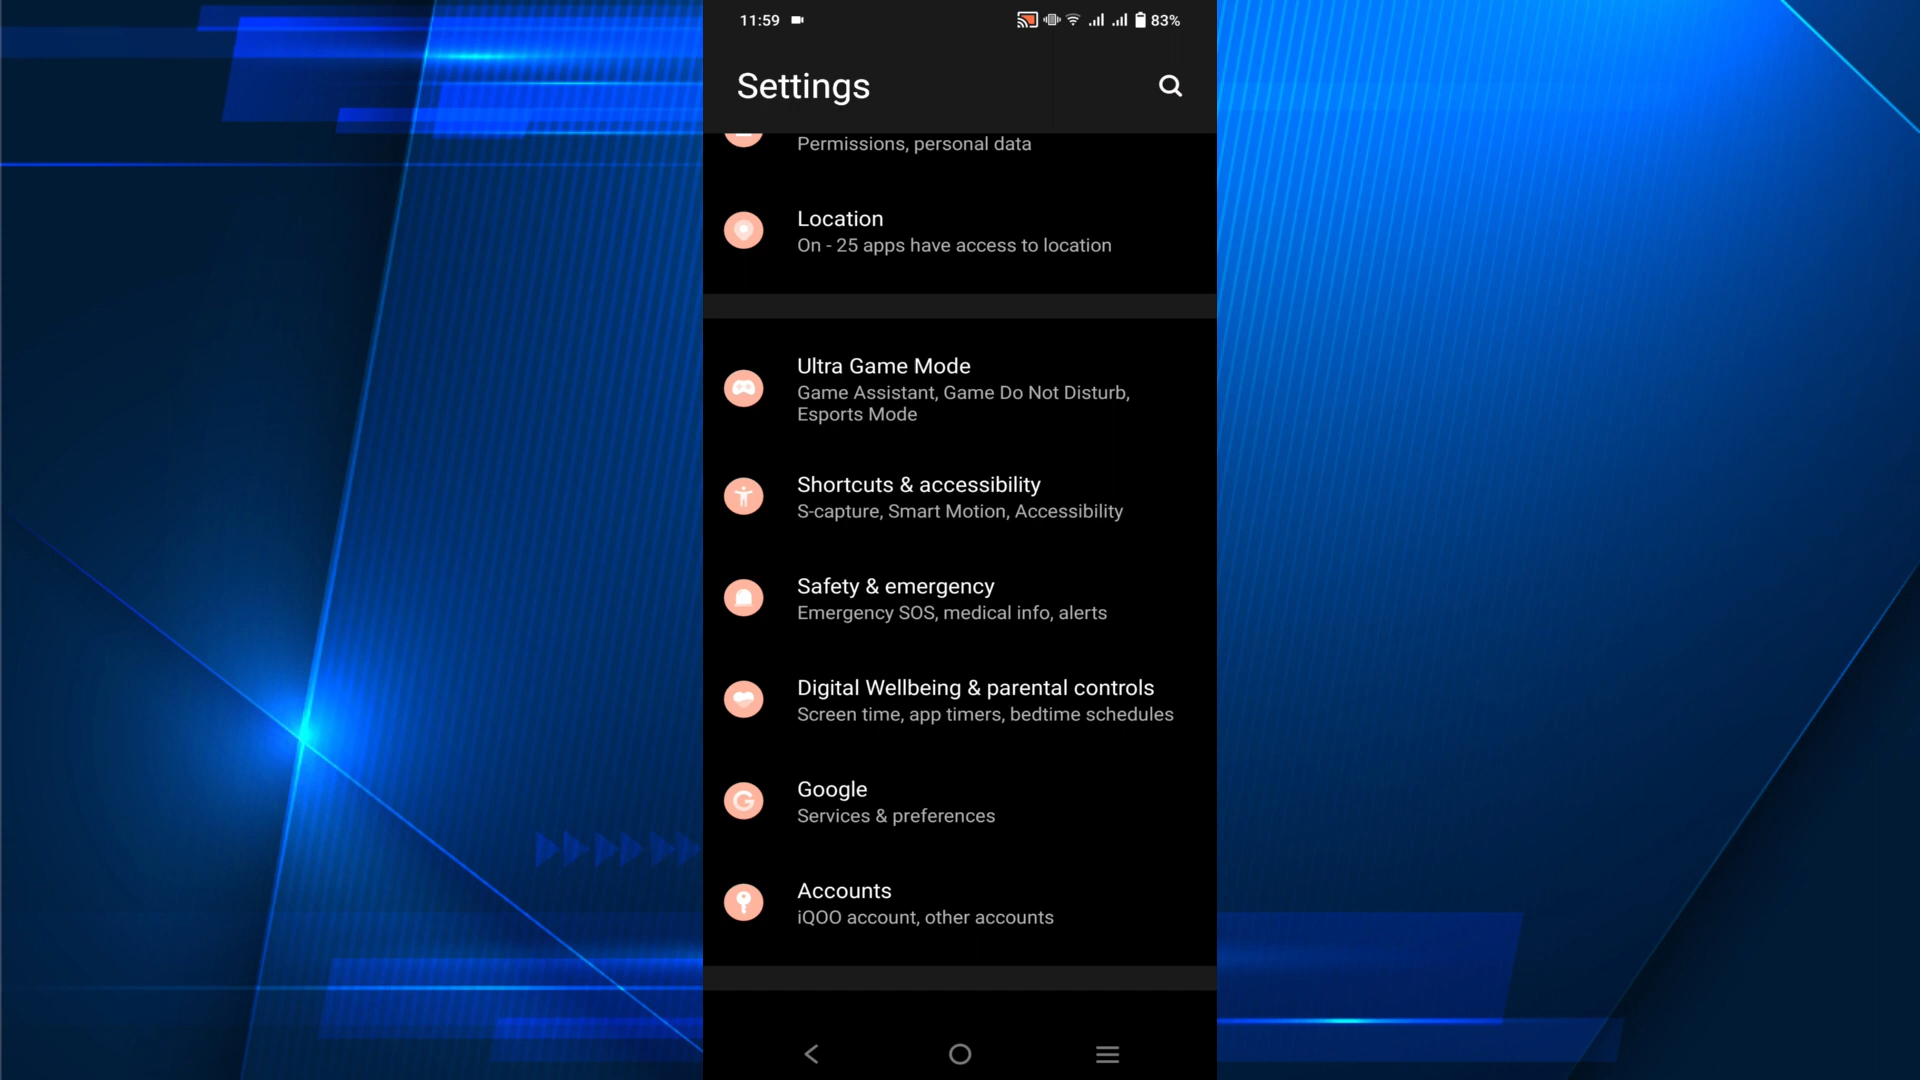 11:59
83%
Settings
Permissions, personal data
Location
On - 25 apps have access to location
Ultra Game Mode
Game Assistant, Game Do Not Disturb,
Esports Mode
Shortcuts & accessibility
S-capture, Smart Motion, Accessibility
Safety & emergency
Emergency SOS, medical info, alerts
Digital Wellbeing & parental controls
Screen time, app timers, bedtime schedules
Google
Services & preferences
Accounts
iQOO account, other accounts